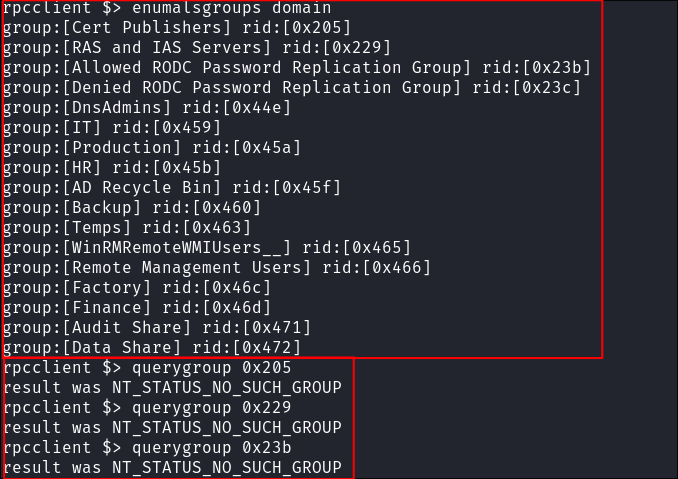 rpcclient $> enumalsgroups domain
group:[Cert Publishers] rid:[0x205]
group:[RAS and IAS Servers] rid:[0x229]
group:[Allowed RODC Password Replication Group] rid:[0x23b]
group:[Denied RODC Password Replication Group] rid:[0x23c]
group:[DnsAdmins] rid:[0x44e]
group:[IT] rid:[0x459]
group:[Production] rid:[0x45a]
group:[HR] rid:[0x45b]
group:[AD Recycle Bin] rid:[0x45f]
group:[Backup] rid:[0x460]
group:[Temps] rid:[0x463]
group:[WinRMRemoteWMIUsers__] rid:[0x465]
group:[Remote Management Users] rid:[0x466]
group:[Factory] rid:[0x46c]
group:[Finance] rid:[0x46d]
group:[Audit Share] rid:[0x471]
group:[Data Share] rid:[0x472]
rpcclient $> querygroup 0x205
result was NT_STATUS_NO_SUCH_GROUP
rpcclient $> querygroup 0x229
result was NT_STATUS_NO_SUCH_GROUP
rpcclient $> querygroup 0x23b
result was NT_STATUS_NO_SUCH_GROUP